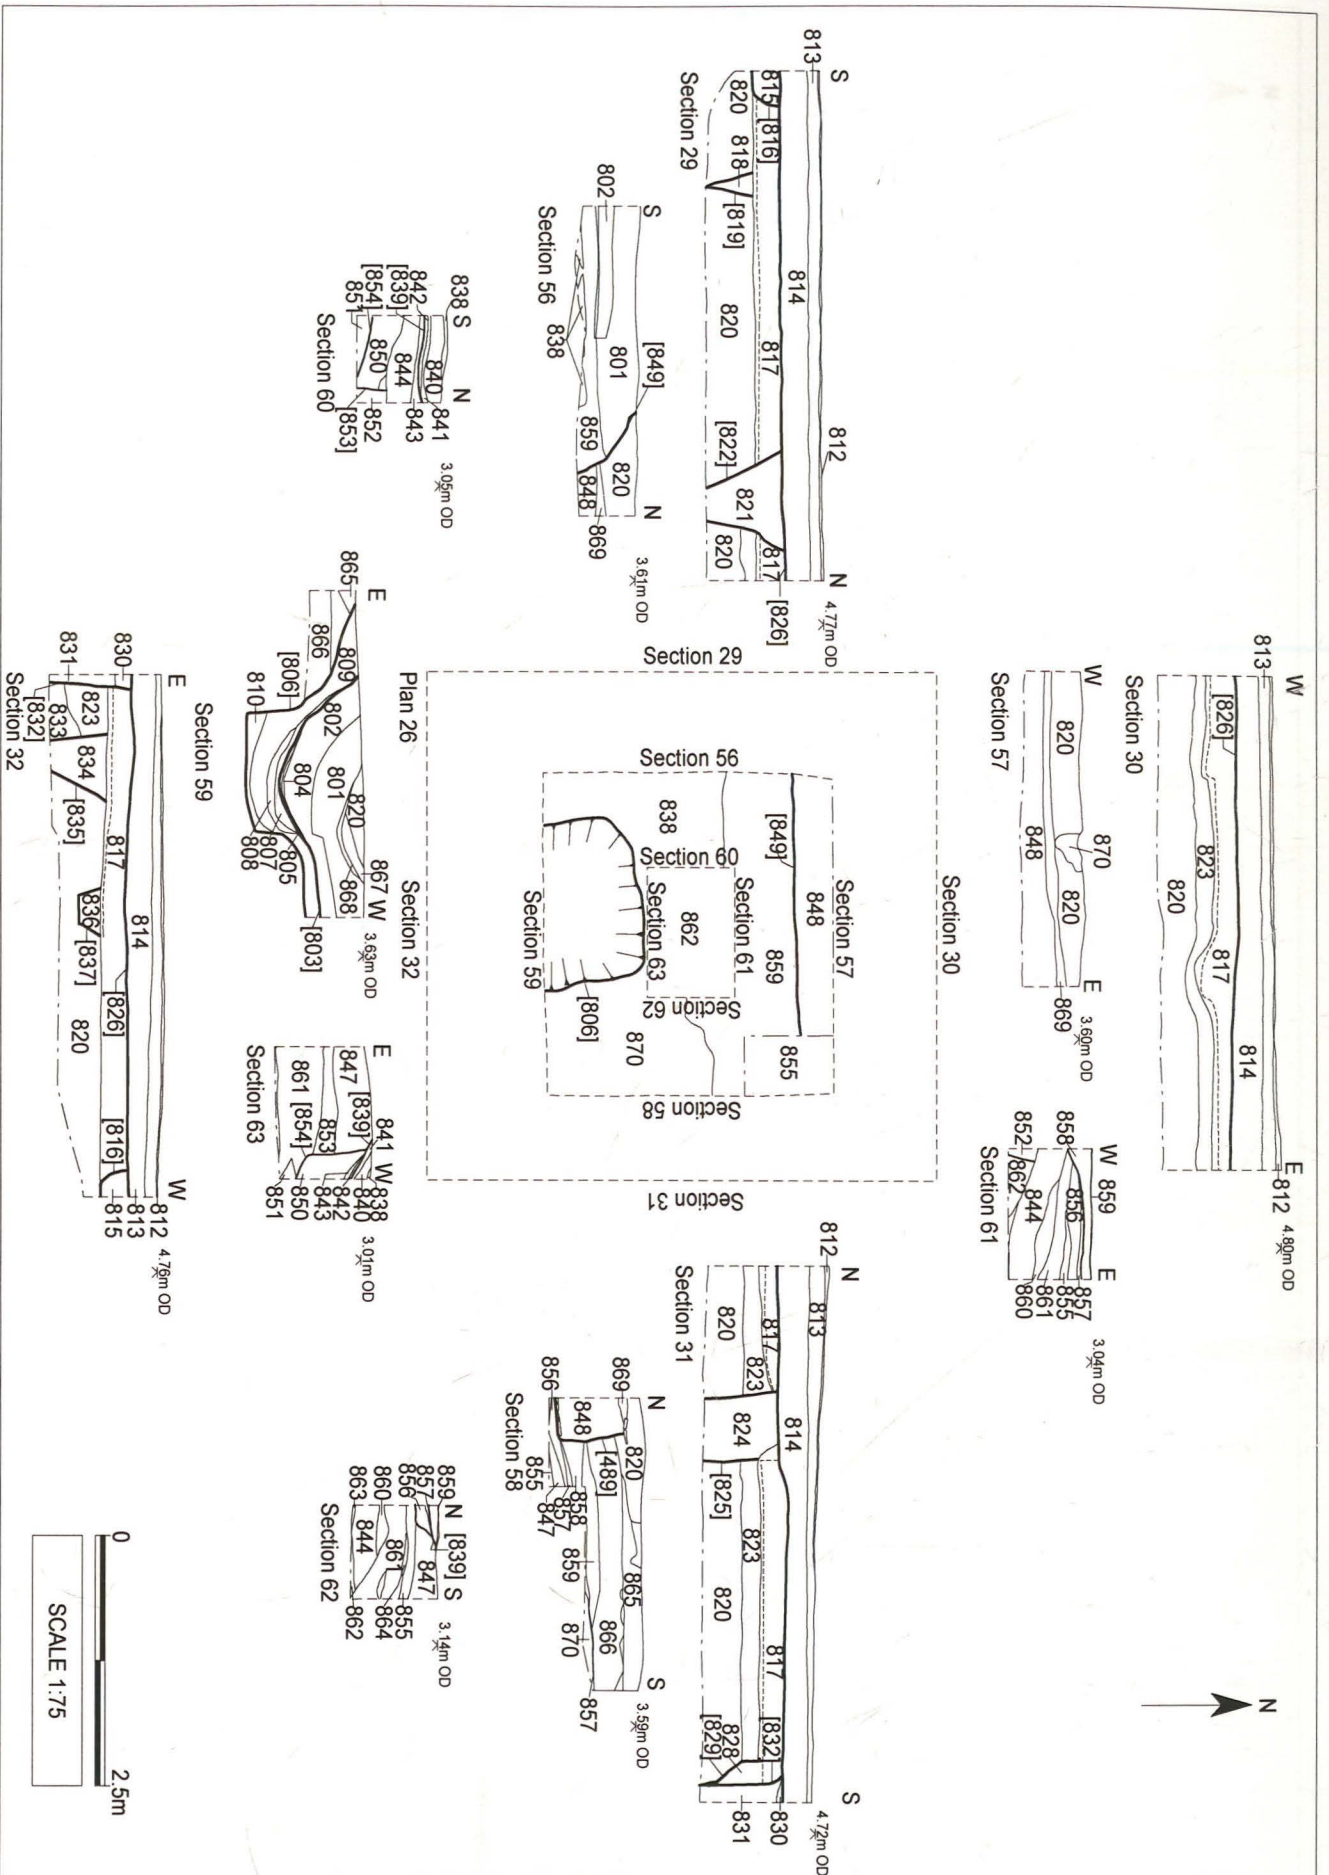 Section 30
W
E
813
812
[826]
823
817
814
820
4.80m OD
Section 57
W
E
820
870
820
848
869
3.60m OD
Section 61
W
E
859
858
856
852
862
844
857
855
861
860
3.04m OD
N
Section 29
S
N
813
815
[816]
820
818
[819]
820
817
814
812
[822]
821
820
817
[826]
4.77m OD
Section 56
S
N
802
838
801
[849]
859
820
848
869
3.61m OD
Section 60
S
N
838
842
[839]
[854]
851
850
844
840
841
843
852
[853]
3.05m OD
Plan 26
Section 29
Section 30
Section 31
Section 32
Section 56
Section 57
Section 58
Section 59
Section 60
Section 61
Section 62
Section 63
838
[849]
848
859
862
855
870
[806]
Section 31
N
S
812
813
817
820
823
824
814
[825]
823
820
817
[832]
828
[829]
830
831
4.72m OD
Section 58
N
S
869
856
848
820
[489]
855
847
857
858
859
865
866
870
857
3.59m OD
Section 62
N
S
859
857
856
860
863
[839]
844
861
847
855
864
862
3.14m OD
Section 59
E
W
865
866
809
[806]
810
802
804
801
820
808
807
805
867
868
[803]
3.63m OD
Section 63
E
W
847
861
[854]
853
[839]
841
838
840
842
843
850
851
3.01m OD
Section 32
E
W
830
831
[832]
833
823
834
[835]
817
836
[837]
814
[826]
820
[816]
812
813
815
4.76m OD
0
2.5m
SCALE 1:75